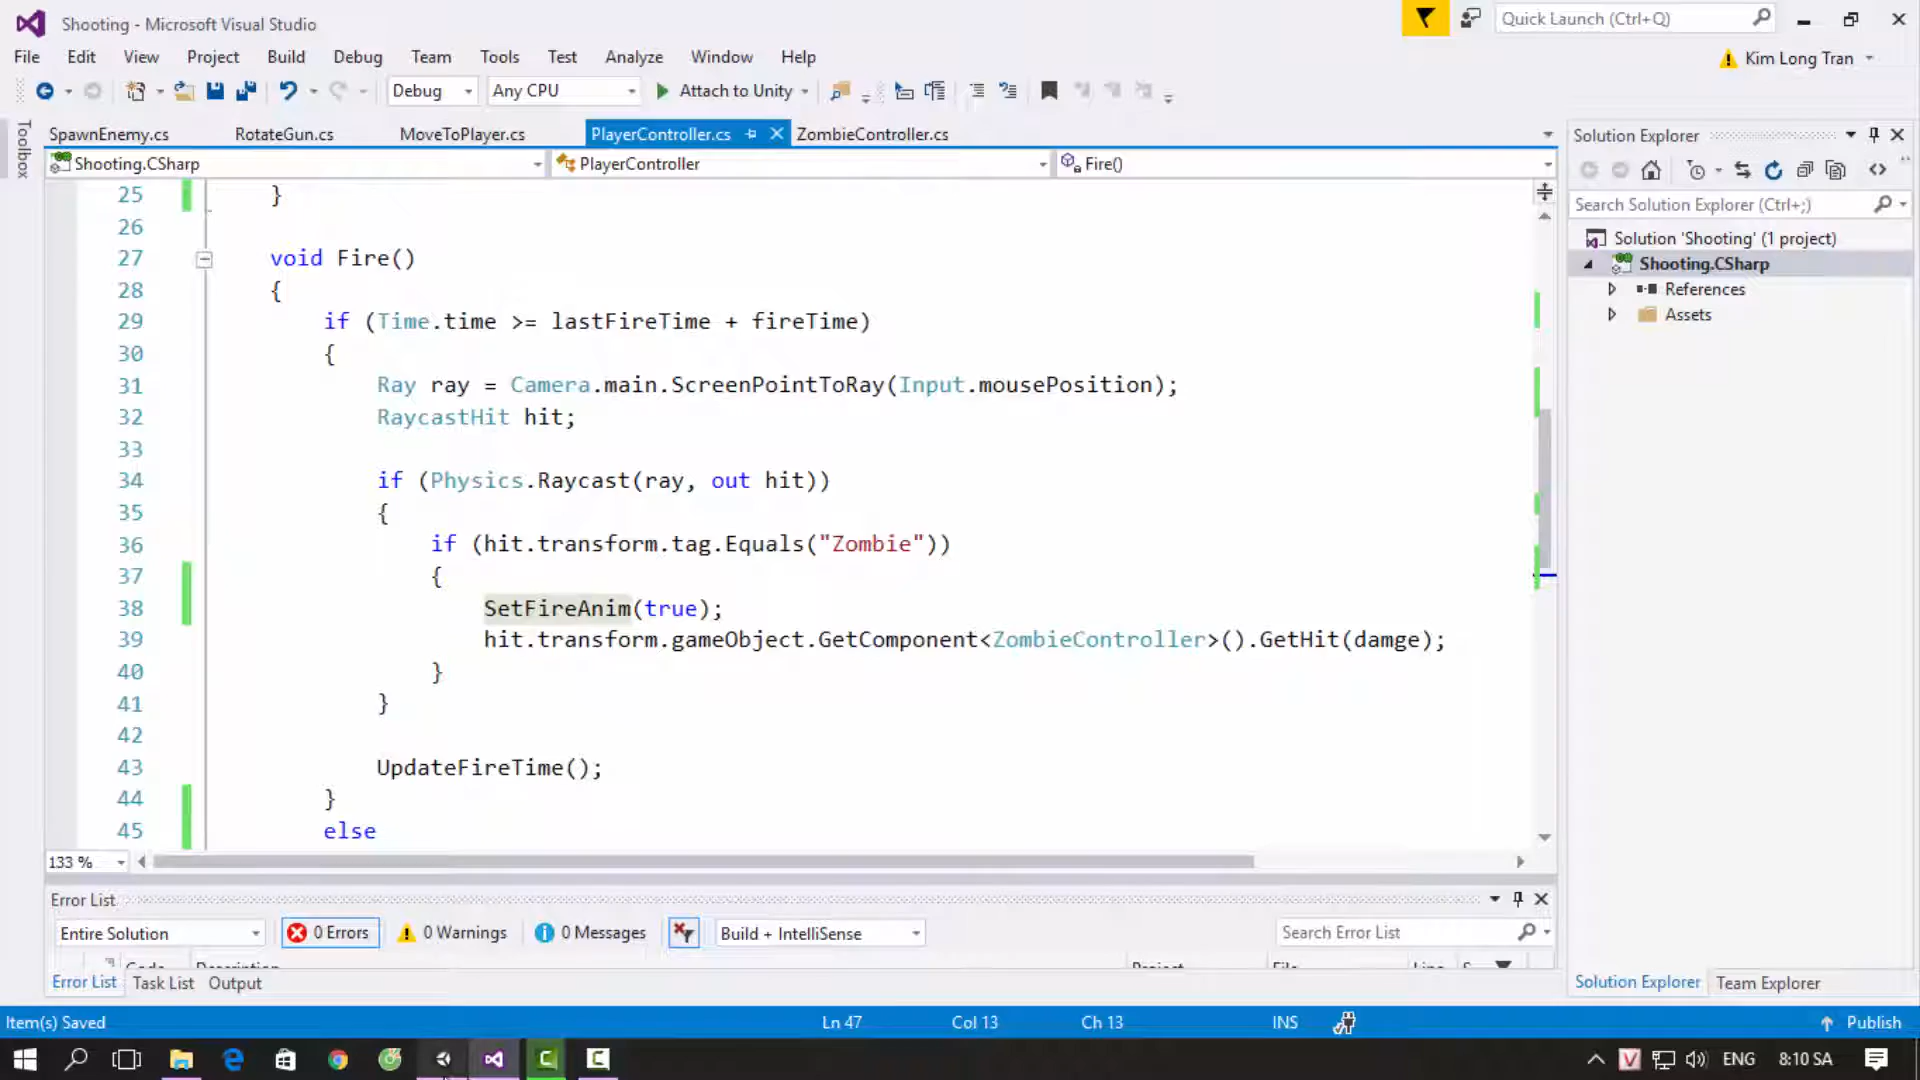 Shooting - Microsoft Visual Studio
Quick Launch (Ctrl+Q)
File Edit View Project Build Debug Team Tools Test Analyze Window Help
Kim Long Tran
Debug Any CPU Attach to Unity
Toolbox
SpawnEnemy.cs RotateGun.cs MoveToPlayer.cs PlayerController.cs ZombieController.cs
Shooting.CSharp PlayerController Fire()
25 }
26
27 void Fire()
28 {
29 if (Time.time >= lastFireTime + fireTime)
30 {
31 Ray ray = Camera.main.ScreenPointToRay(Input.mousePosition);
32 RaycastHit hit;
33
34 if (Physics.Raycast(ray, out hit))
35 {
36 if (hit.transform.tag.Equals("Zombie"))
37 {
38 SetFireAnim(true);
39 hit.transform.gameObject.GetComponent<ZombieController>().GetHit(damge);
40 }
41 }
42
43 UpdateFireTime();
44 }
45 else
133 %
Solution Explorer
Search Solution Explorer (Ctrl+;)
Solution 'Shooting' (1 project)
Shooting.CSharp
References
Assets
Error List
Entire Solution 0 Errors 0 Warnings 0 Messages Build + IntelliSense Search Error List
Code Description Project File Line
Error List Task List Output
Solution Explorer Team Explorer
Item(s) Saved Ln 47 Col 13 Ch 13 INS Publish
ENG 8:10 SA